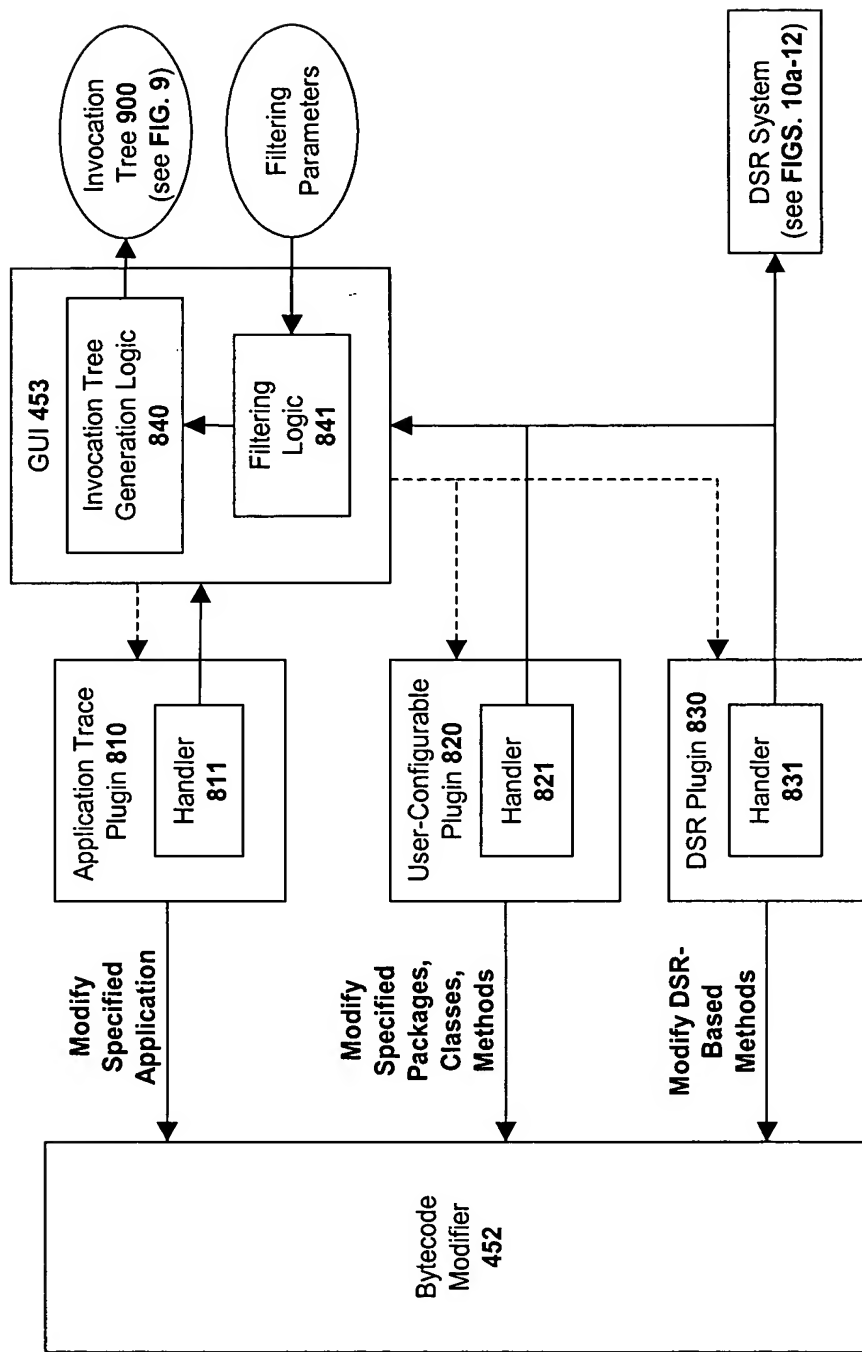 GUI 453
Invocation Tree
Generation Logic
840
Filtering
Logic
841
Invocation
Tree 900
(see FIG. 9)
Filtering
Parameters
Application Trace
Plugin 810
Handler
811
User-Configurable
Plugin 820
Handler
821
DSR Plugin 830
Handler
831
DSR System
(see FIGS. 10a-12)
Modify
Specified
Application
Modify
Specified
Packages,
Classes,
Methods
Modify DSR-
Based
Methods
Bytecode
Modifier
452